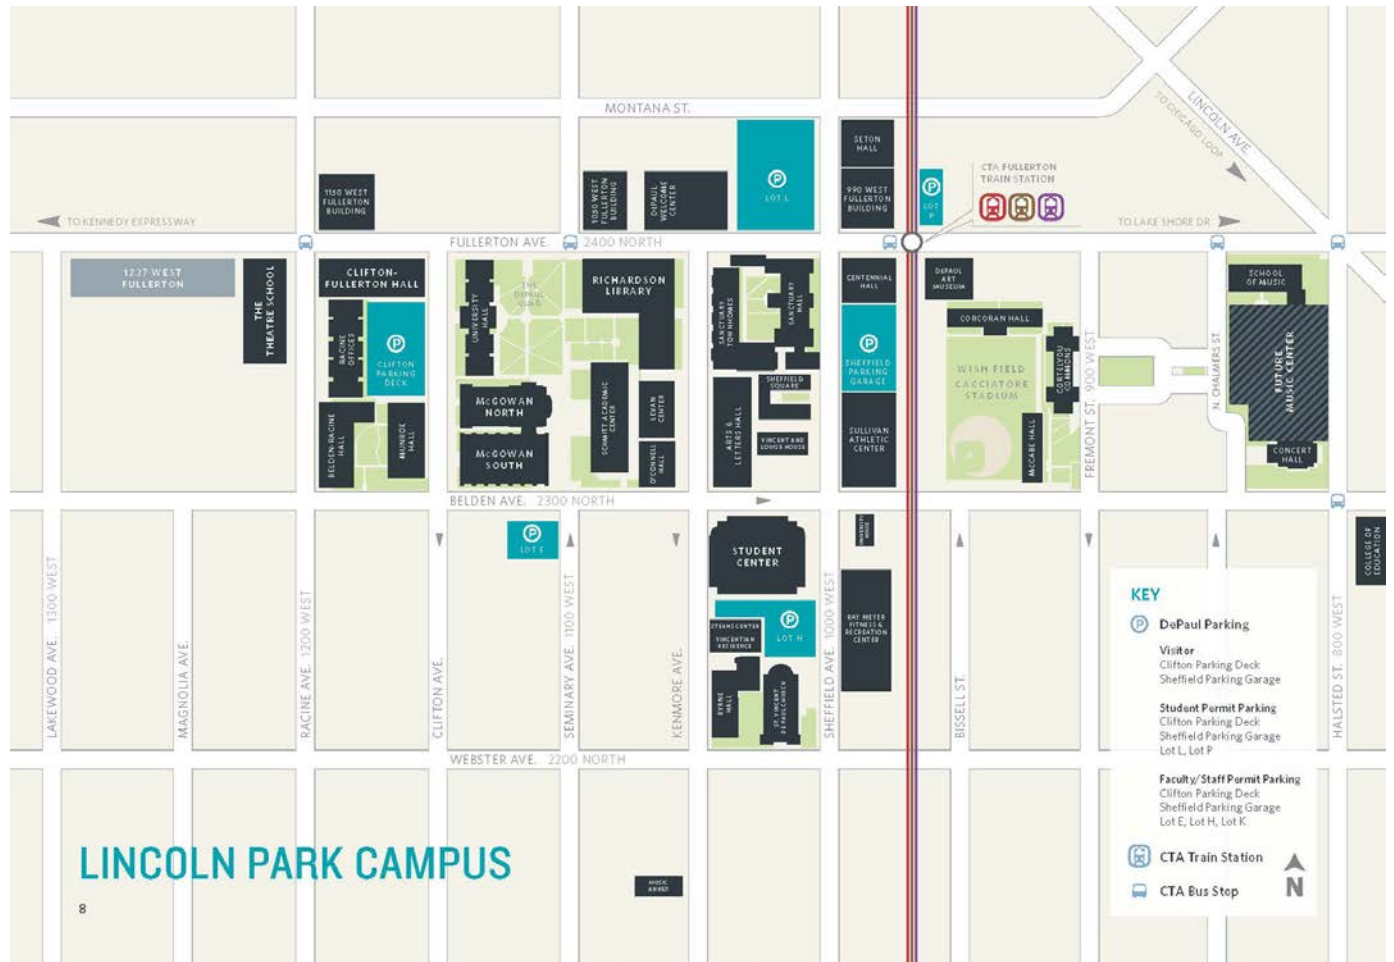 MONTANA ST.
LINCOLN AVE.
TO CHICAGO LOOP
SETON
HALL
P
LOT L
P
LOT
P
CTA FULLERTON
TRAIN STATION
1150 WEST
FULLERTON
BUILDING
1050 WEST
FULLERTON
BUILDING
DePAUL
WELCOME
CENTER
990 WEST
FULLERTON
BUILDING
TO KENNEDY EXPRESSWAY
TO LAKE SHORE DR.
FULLERTON AVE. 2400 NORTH
1237 WEST
FULLERTON
THE
THEATRE SCHOOL
CLIFTON-
FULLERTON HALL
RACINE
OFFICES
P
CLIFTON
PARKING
DECK
UNIVERSITY
HALL
THE
DEPAUL
QUAD
RICHARDSON
LIBRARY
SANCTUARY
TOWNHOMES
SANCTUARY
HALL
CENTENNIAL
HALL
DEPAUL
ART
MUSEUM
SCHOOL
OF MUSIC
CORCORAN HALL
P
SHEFFIELD
PARKING
GARAGE
WISH FIELD
CACCIATORE
STADIUM
CORTELYOU
COMMONS
FREMONT ST. 900 WEST
N. CHALMERS ST.
FUTURE
MUSIC CENTER
BELDEN-RACINE
HALL
MUNROE
HALL
McGOWAN
NORTH
McGOWAN
SOUTH
SCHMITT ACADEMIC
CENTER
LEVAN
CENTER
O'CONNELL
HALL
ARTS &
LETTERS HALL
SHEFFIELD
SQUARE
VINCENT AND
LOUISE HOUSE
SULLIVAN
ATHLETIC
CENTER
McCABE HALL
CONCERT
HALL
BELDEN AVE. 2300 NORTH
P
LOT E
STUDENT
CENTER
UNIVERSITY
HOUSE
COLLEGE OF
EDUCATION
LAKEWOOD AVE. 1300 WEST
MAGNOLIA AVE.
RACINE AVE. 1200 WEST
CLIFTON AVE.
SEMINARY AVE. 1100 WEST
KENMORE AVE.
STEAMS CENTER
VINCENTIAN
RESIDENCE
P
LOT H
BYRNE
HALL
ST. VINCENT
DEPAUL CHURCH
SHEFFIELD AVE. 1000 WEST
RAY MEYER
FITNESS &
RECREATION
CENTER
BISSELL ST.
HALSTED ST. 800 WEST
WEBSTER AVE. 2200 NORTH
KEY
P DePaul Parking
Visitor
Clifton Parking Deck
Sheffield Parking Garage
Student Permit Parking
Clifton Parking Deck
Sheffield Parking Garage
Lot L, Lot P
Faculty/Staff Permit Parking
Clifton Parking Deck
Sheffield Parking Garage
Lot E, Lot H, Lot K
CTA Train Station
CTA Bus Stop
N
LINCOLN PARK CAMPUS
MUSIC
ANNEX
8